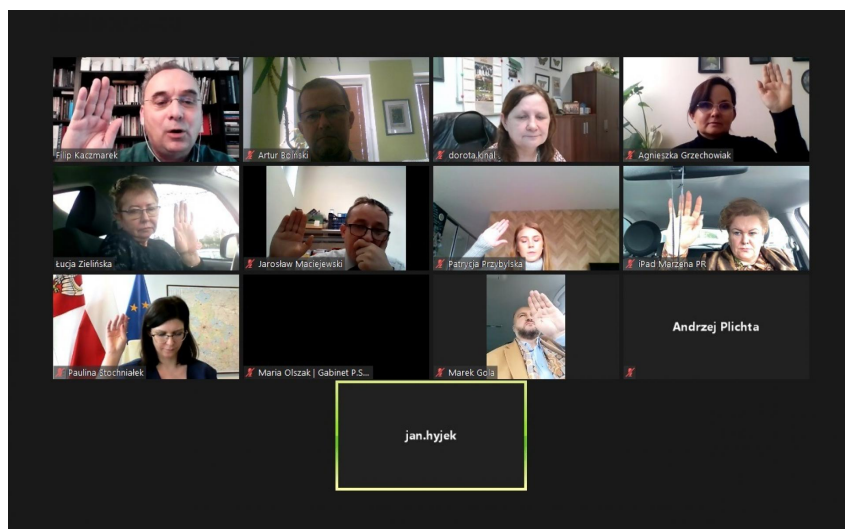 Filip Kaczmarek
Artur Boiński
dorota.kinal
Agnieszka Grzechowiak
Łucja Zielińska
Jarosław Maciejewski
Patrycja Przybylska
iPad Marzena PR
Paulina Stochniałek
Maria Olszak | Gabinet P.S...
Marek Gola
Andrzej Plichta
jan.hyjek